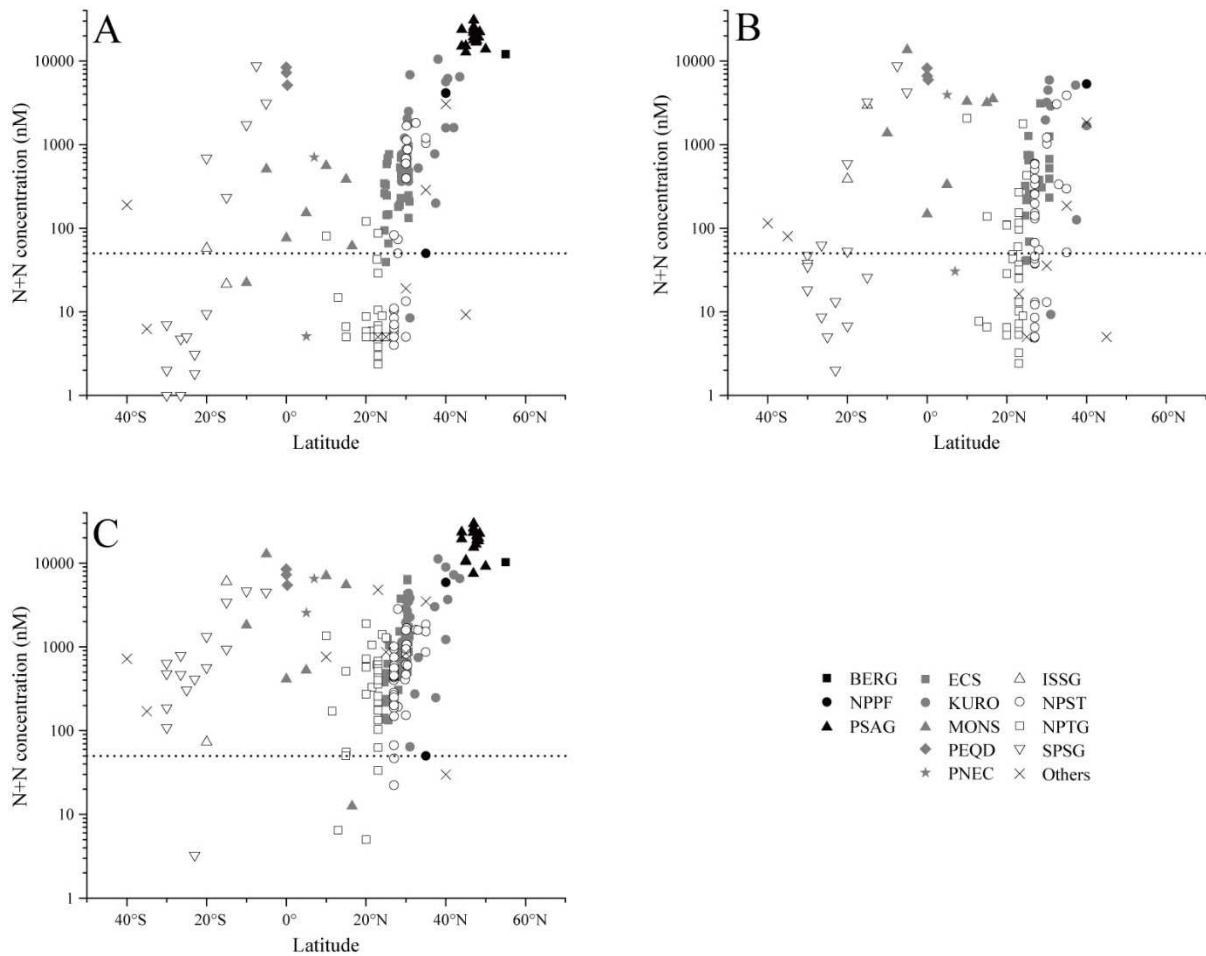 A
N+N concentration (nM)
10000
1000
100
10
1
40°S 20°S 0° 20°N 40°N 60°N
Latitude
B
N+N concentration (nM)
10000
1000
100
10
1
40°S 20°S 0° 20°N 40°N 60°N
Latitude
C
N+N concentration (nM)
10000
1000
100
10
1
40°S 20°S 0° 20°N 40°N 60°N
Latitude
BERG ECS ISSG
NPPF KURO NPST
PSAG MONS NPTG
PEQD SPSG
PNEC Others